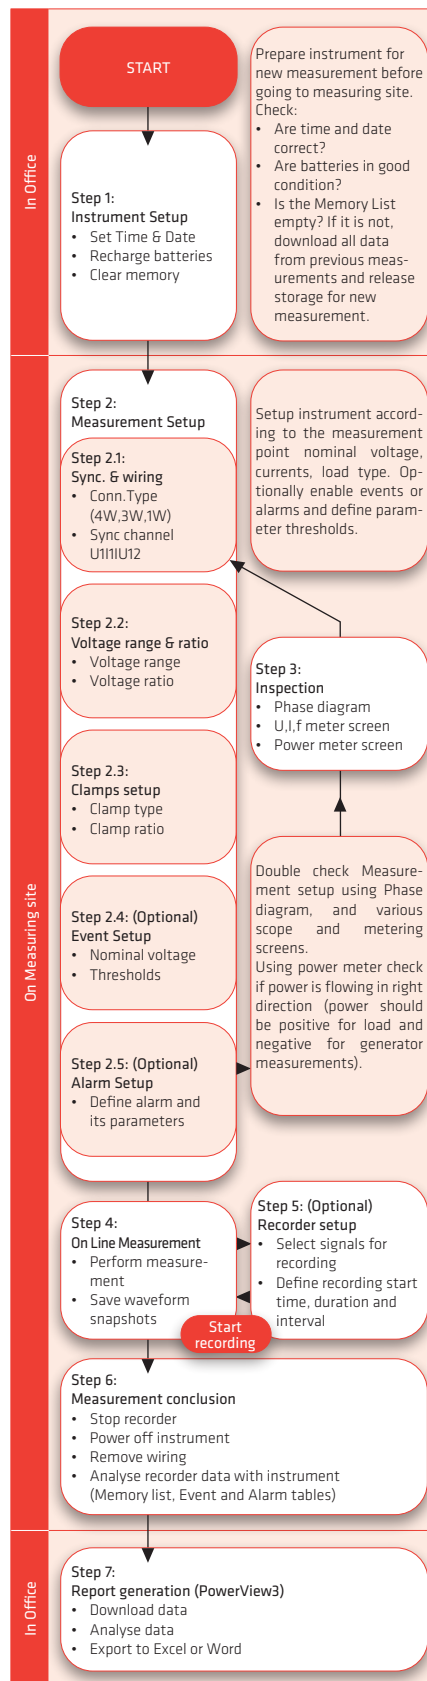 In Office
START
Prepare instrument for
new measurement before
going to measuring site.
Check:
• Are time and date
correct?
• Are batteries in good
condition?
• Is the Memory List
empty? If it is not,
download all data
from previous meas-
urements and release
storage for new
measurement.
Step 1:
Instrument Setup
• Set Time & Date
• Recharge batteries
• Clear memory
On Measuring site
Step 2:
Measurement Setup
Setup instrument accord-
ing to the measurement
point nominal voltage,
currents, load type. Op-
tionally enable events or
alarms and define param-
eter thresholds.
Step 2.1:
Sync. & wiring
• Conn.Type
(4W,3W,1W)
• Sync channel
U1|I1|U12
Step 2.2:
Voltage range & ratio
• Voltage range
• Voltage ratio
Step 3:
Inspection
• Phase diagram
• U,I,f meter screen
• Power meter screen
Step 2.3:
Clamps setup
• Clamp type
• Clamp ratio
Double check Measure-
ment setup using Phase
diagram, and various
scope and metering
screens.
Using power meter check
if power is flowing in right
direction (power should
be positive for load and
negative for generator
measurements).
Step 2.4: (Optional)
Event Setup
• Nominal voltage
• Thresholds
Step 2.5: (Optional)
Alarm Setup
• Define alarm and
its parameters
Step 4:
On Line Measurement
• Perform measure-
ment
• Save waveform
snapshots
Step 5: (Optional)
Recorder setup
• Select signals for
recording
• Define recording start
time, duration and
interval
Start
recording
Step 6:
Measurement conclusion
• Stop recorder
• Power off instrument
• Remove wiring
• Analyse recorder data with instrument
(Memory list, Event and Alarm tables)
In Office
Step 7:
Report generation (PowerView3)
• Download data
• Analyse data
• Export to Excel or Word